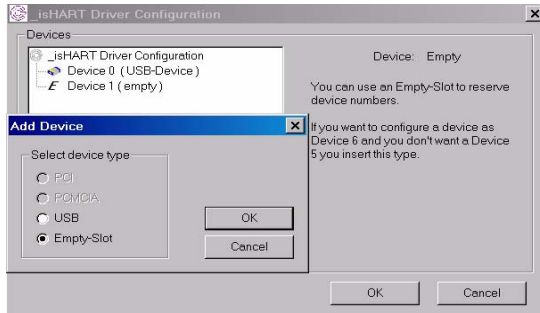 _isHART Driver Configuration
Devices
_isHART Driver Configuration
Device 0 (USB-Device)
E Device 1 (empty)
Device: Empty
You can use an Empty-Slot to reserve
device numbers.
If you want to configure a device as
Device 6 and you don't want a Device
5 you insert this type.
Add Device
Select device type
PCI
PCMCIA
USB
Empty-Slot
OK
Cancel
OK
Cancel